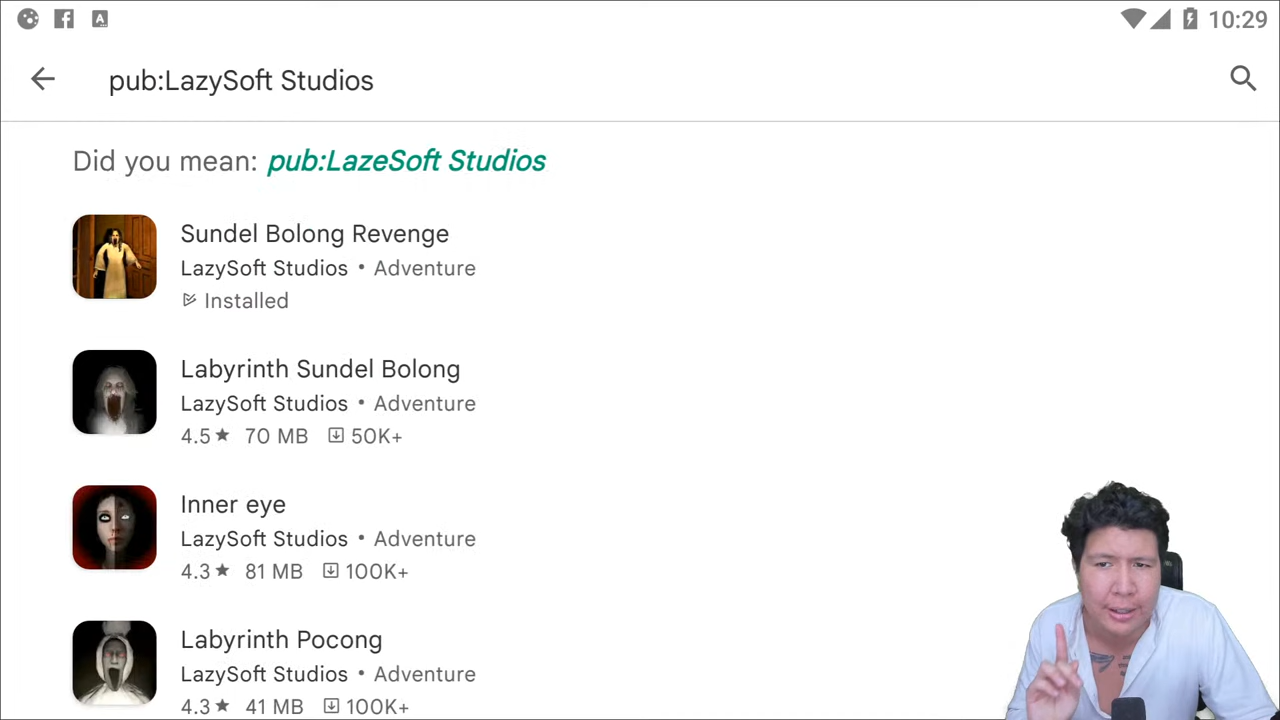 10:29
pub:LazySoft Studios
Did you mean: pub:LazeSoft Studios
Sundel Bolong Revenge
LazySoft Studios • Adventure
Installed
Labyrinth Sundel Bolong
LazySoft Studios • Adventure
4.5★ 70 MB 50K+
Inner eye
LazySoft Studios • Adventure
4.3★ 81 MB 100K+
Labyrinth Pocong
LazySoft Studios • Adventure
4.3★ 41 MB 100K+